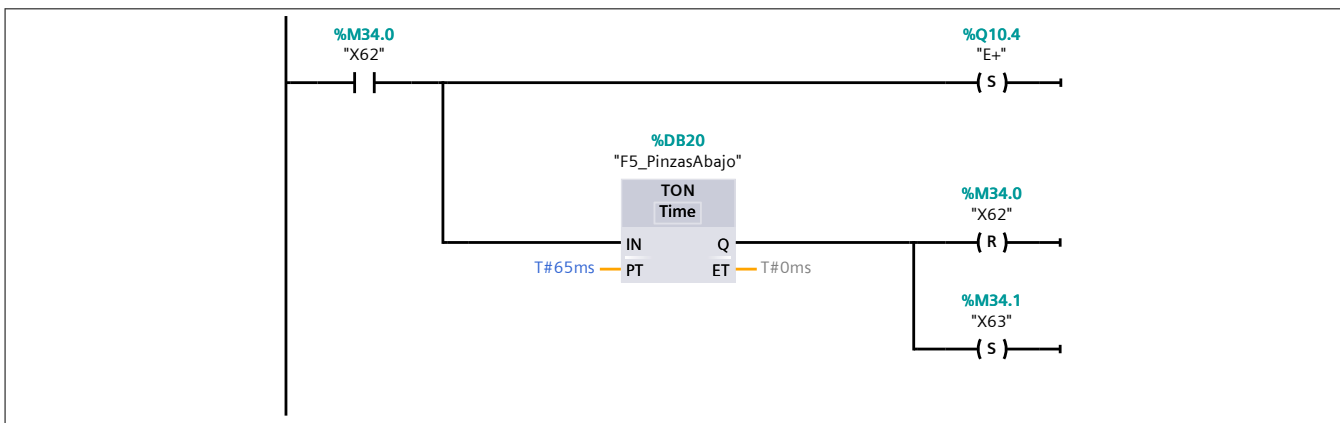 %M34.0
"X62"
%Q10.4
"E+"
S
%DB20
"F5_PinzasAbajo"
TON
Time
IN
Q
T#65ms
PT
ET
T#0ms
%M34.0
"X62"
R
%M34.1
"X63"
S